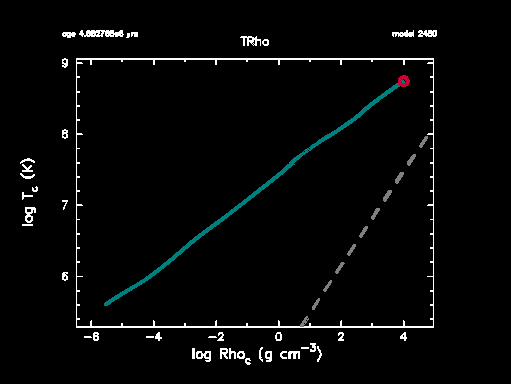 age 4.682765e6 yrs
model 2460
TRho
9
8
7
6
log T_c (K)
−6 −4 −2 0 2 4
log Rho_c (g cm^−3)